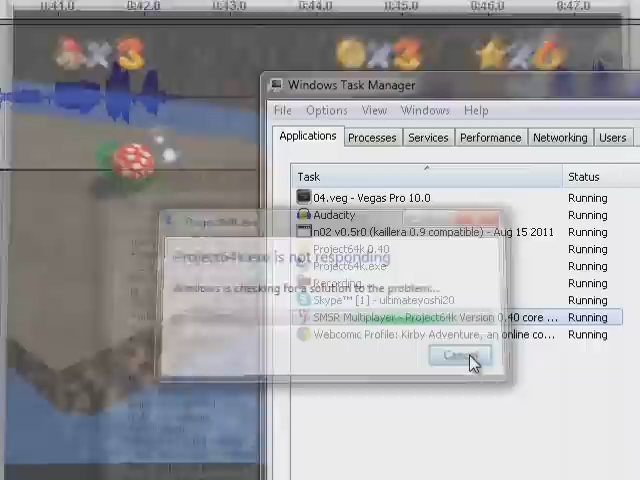 0:41.0 0:42.0 0:43.0 0:44.0 0:45.0 0:46.0 0:47.0
×3 ×3 ×6
Windows Task Manager
File Options View Windows Help
Applications Processes Services Performance Networking Users
Task Status
04.veg - Vegas Pro 10.0 Running
Audacity Running
n02 v0.5r0 (kaillera 0.9 compatible) - Aug 15 2011 Running
Project64k 0.40 Running
Project64k.exe Running
Recording Running
Skype™ [1] - ultimateyoshi20 Running
SMSR Multiplayer - Project64k Version 0.40 core ... Running
Webcomic Profile: Kirby Adventure, an online co... Running
Project64k.exe
Project64k.exe is not responding
Windows is checking for a solution to the problem...
Cancel